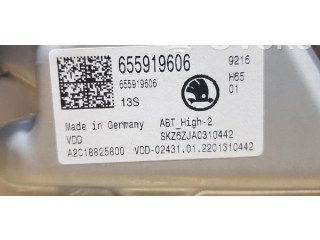 655919606
9216
655919606
H65
13S
01
Made in Germany
ABT_High-2
VDD
SKZ6ZJA0310442
A2C18825800
VDD-02431.01.2201310442